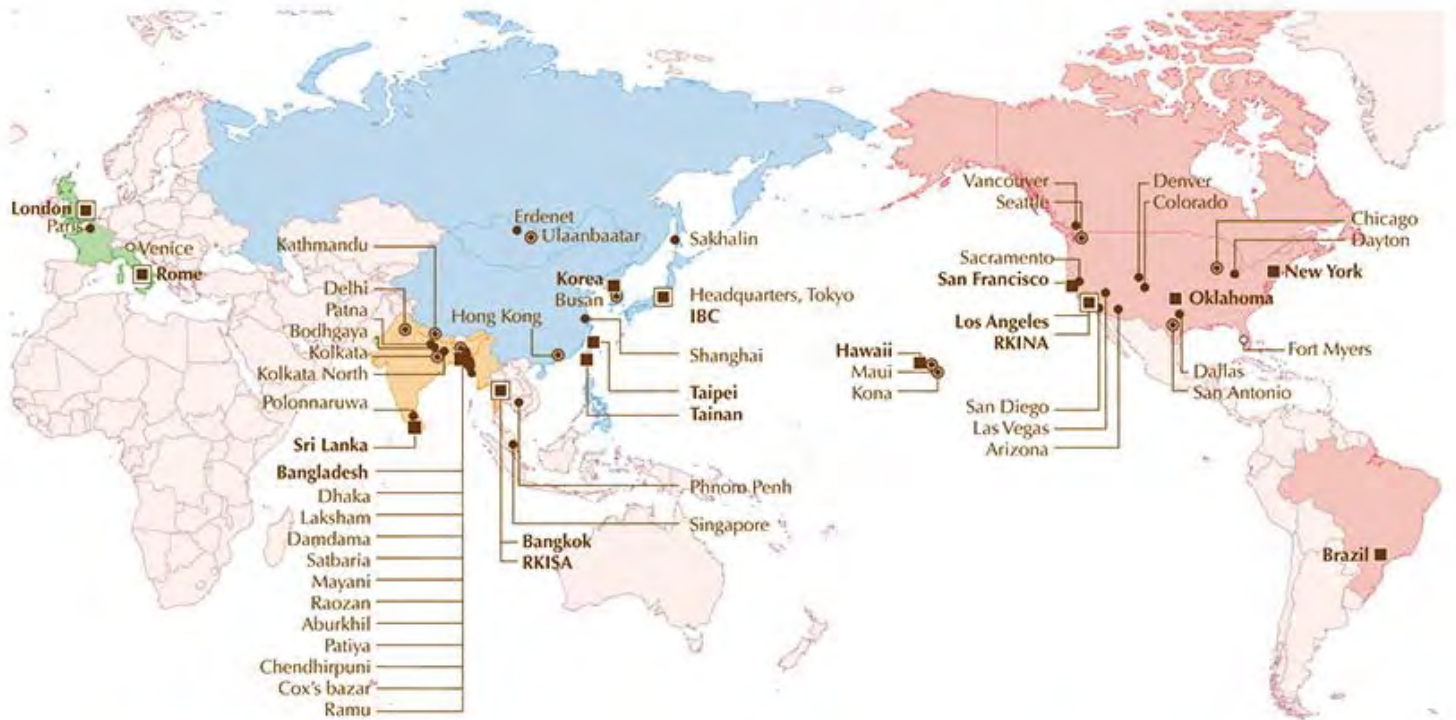 London
Paris
Venice
Rome
Kathmandu
Delhi
Patna
Bodhgaya
Kolkata
Kolkata North
Polonnaruwa
Sri Lanka
Bangladesh
Dhaka
Laksham
Damdama
Satbaria
Mayani
Raozan
Aburkhil
Patiya
Chendhirpuni
Cox's bazar
Ramu
Erdenet
Ulaanbaatar
Sakhalin
Korea
Busan
Headquarters, Tokyo
IBC
Hong Kong
Shanghai
Taipei
Tainan
Phnom Penh
Singapore
Bangkok
RKISA
Hawaii
Maui
Kona
Vancouver
Seattle
Sacramento
San Francisco
Los Angeles
RKINA
San Diego
Las Vegas
Arizona
Denver
Colorado
Chicago
Dayton
New York
Oklahoma
Fort Myers
Dallas
San Antonio
Brazil